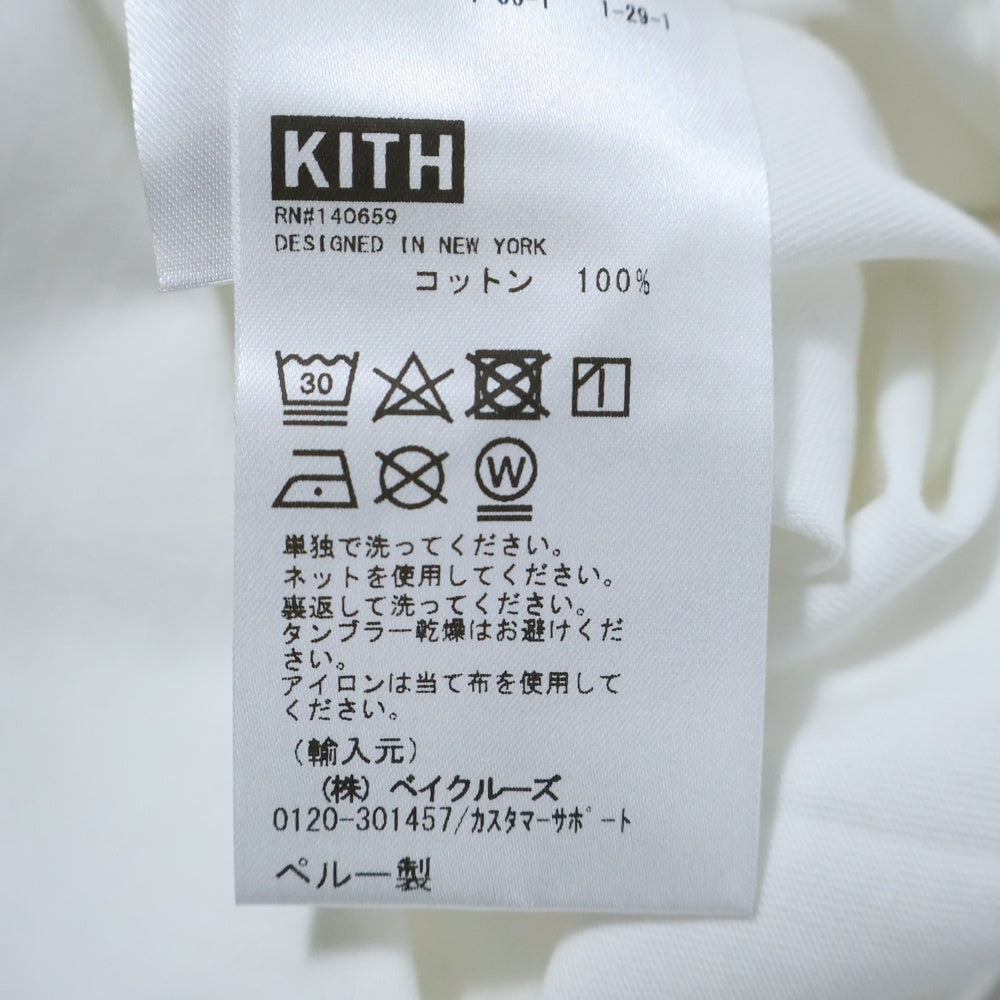 1-29-1
KITH
RN#140659
DESIGNED IN NEW YORK
コットン 100%
30
W
単独で洗ってください。
ネットを使用してください。
裏返して洗ってください。
タンブラー乾燥はお避けくだ
さい。
アイロンは当て布を使用して
ください。
(輸入元)
(株) ベイクルーズ
0120-301457/カスタマーサポート
ペルー製